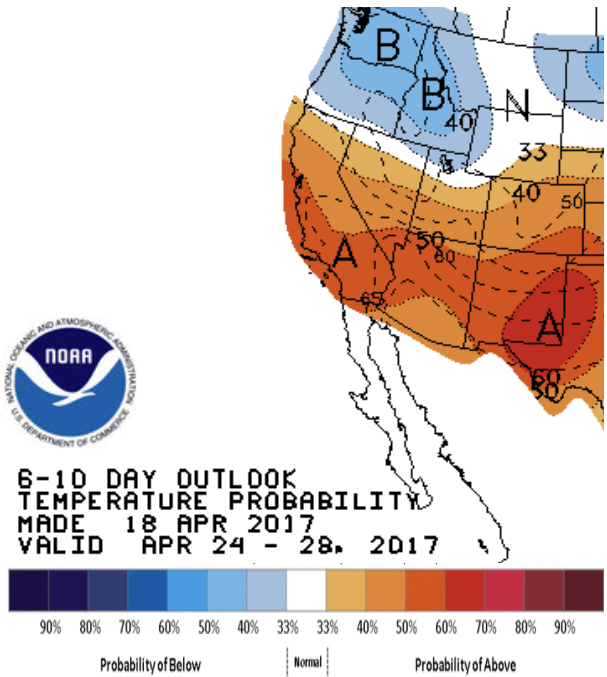 B
B
40
N
33
40
50
50
60
A
65
A
60
50
NATIONAL OCEANIC AND ATMOSPHERIC ADMINISTRATION
NOAA
U.S. DEPARTMENT OF COMMERCE
6-10 DAY OUTLOOK
TEMPERATURE PROBABILITY
MADE 18 APR 2017
VALID APR 24 - 28, 2017
90% 80% 70% 60% 50% 40% 33% 33% 40% 50% 60% 70% 80% 90%
Probability of Below Normal Probability of Above